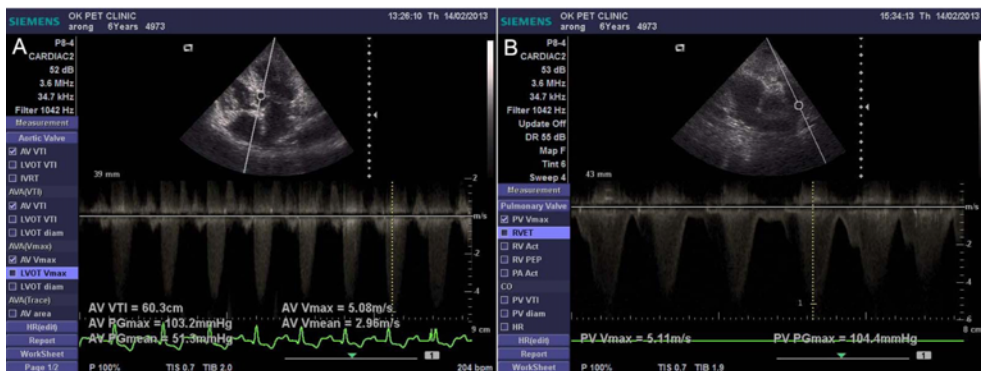 A
SIEMENS
OK PET CLINIC
arong 6Years 4973
13:26:10 Th 14/02/2013
P8-4
CARDIAC2
52 dB
3.6 MHz
34.7 kHz
Filter 1042 Hz
Measurement
Aortic Valve
AV VTI
LVOT VTI
IVRT
AVA(VTI)
AV VTI
LVOT VTI
LVOT diam
AVA(Vmax)
AV Vmax
LVOT Vmax
LVOT diam
AVA(Trace)
AV area
HR(edit)
Report
WorkSheet
Page 1/2
39 mm
2
m/s
-2
-4
9 cm
AV VTI = 60.3cm
AV PGmax = 103.2mmHg
AV PGmean = 51.3mmHg
AV Vmax = 5.08m/s
AV Vmean = 2.96m/s
1
P 100% TIS 0.7 TIB 2.0 204 bpm
B
SIEMENS
OK PET CLINIC
arong 6Years 4973
15:34:13 Th 14/02/2013
P8-4
CARDIAC2
53 dB
3.6 MHz
34.7 kHz
Filter 1042 Hz
Update Off
DR 55 dB
Map F
Tint 6
Sweep 4
Measurement
Pulmonary Valve
PV Vmax
RVET
RV Act
RV PEP
PA Act
CO
PV VTI
PV diam
HR
HR(edit)
Report
WorkSheet
43 mm
m/s
-2
-4
8 cm
1
PV Vmax = 5.11m/s
PV PGmax = 104.4mmHg
1
P 100% TIS 0.7 TIB 1.9